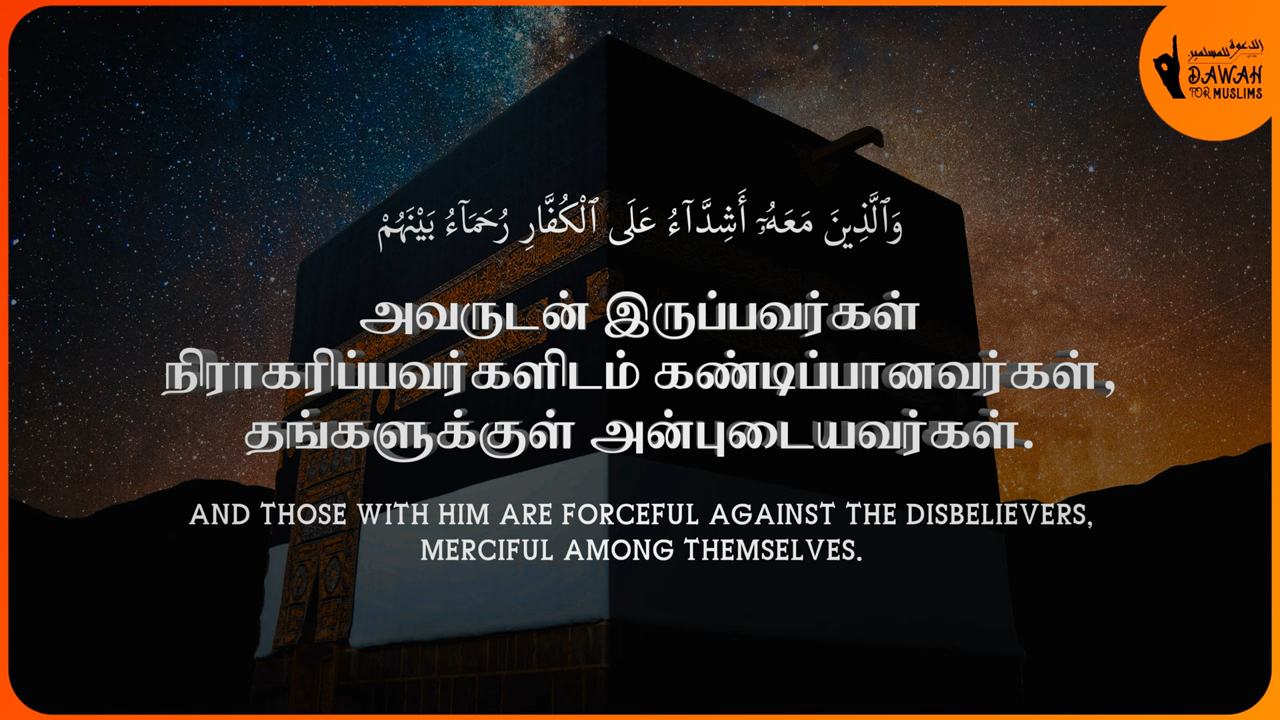 الدعوة للمسلمين
DAWAH
FOR MUSLIMS
وَٱلَّذِينَ مَعَهُۥٓ أَشِدَّآءُ عَلَى ٱلْكُفَّارِ رُحَمَآءُ بَيْنَهُمْ
அவருடன் இருப்பவர்கள்
நிராகரிப்பவர்களிடம் கண்டிப்பானவர்கள்,
தங்களுக்குள் அன்புடையவர்கள்.
AND THOSE WITH HIM ARE FORCEFUL AGAINST THE DISBELIEVERS,
MERCIFUL AMONG THEMSELVES.